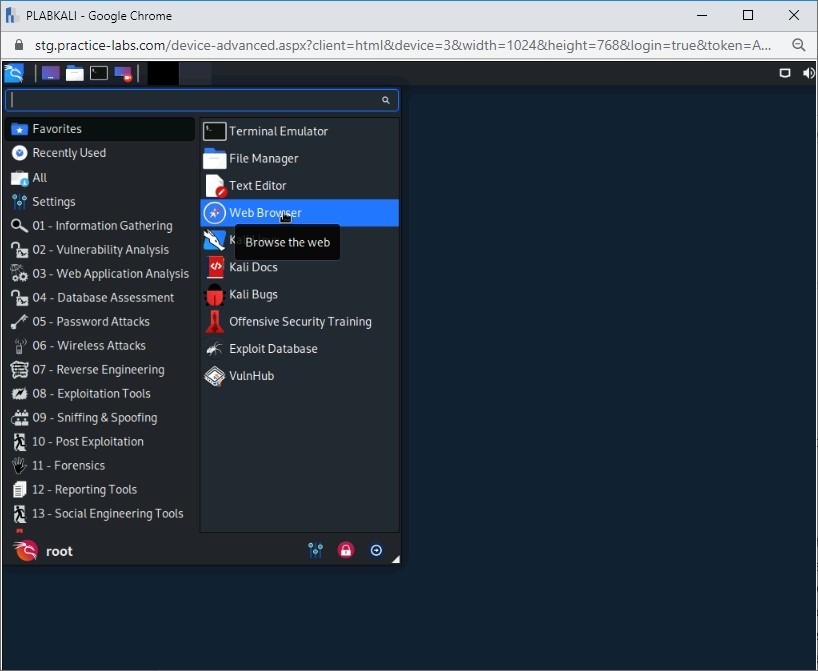 PLABKALI - Google Chrome
stg.practice-labs.com/device-advanced.aspx?client=html&device=3&width=1024&height=768&login=true&token=A...
Favorites
Recently Used
All
Settings
01 - Information Gathering
02 - Vulnerability Analysis
03 - Web Application Analysis
04 - Database Assessment
05 - Password Attacks
06 - Wireless Attacks
07 - Reverse Engineering
08 - Exploitation Tools
09 - Sniffing & Spoofing
10 - Post Exploitation
11 - Forensics
12 - Reporting Tools
13 - Social Engineering Tools
Terminal Emulator
File Manager
Text Editor
Web Browser
Browse the web
Kali Docs
Kali Bugs
Offensive Security Training
Exploit Database
VulnHub
root